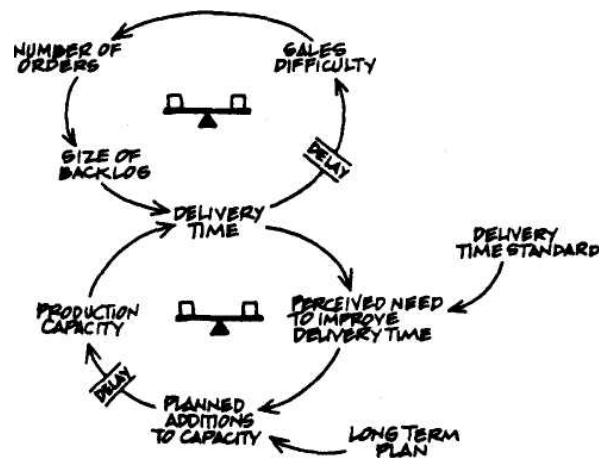 NUMBER OF
ORDERS
SALES
DIFFICULTY
SIZE OF
BACKLOG
DELAY
DELIVERY
TIME
DELIVERY
TIME STANDARD
PRODUCTION
CAPACITY
PERCEIVED NEED
TO IMPROVE
DELIVERY TIME
DELAY
PLANNED
ADDITIONS
TO CAPACITY
LONG TERM
PLAN